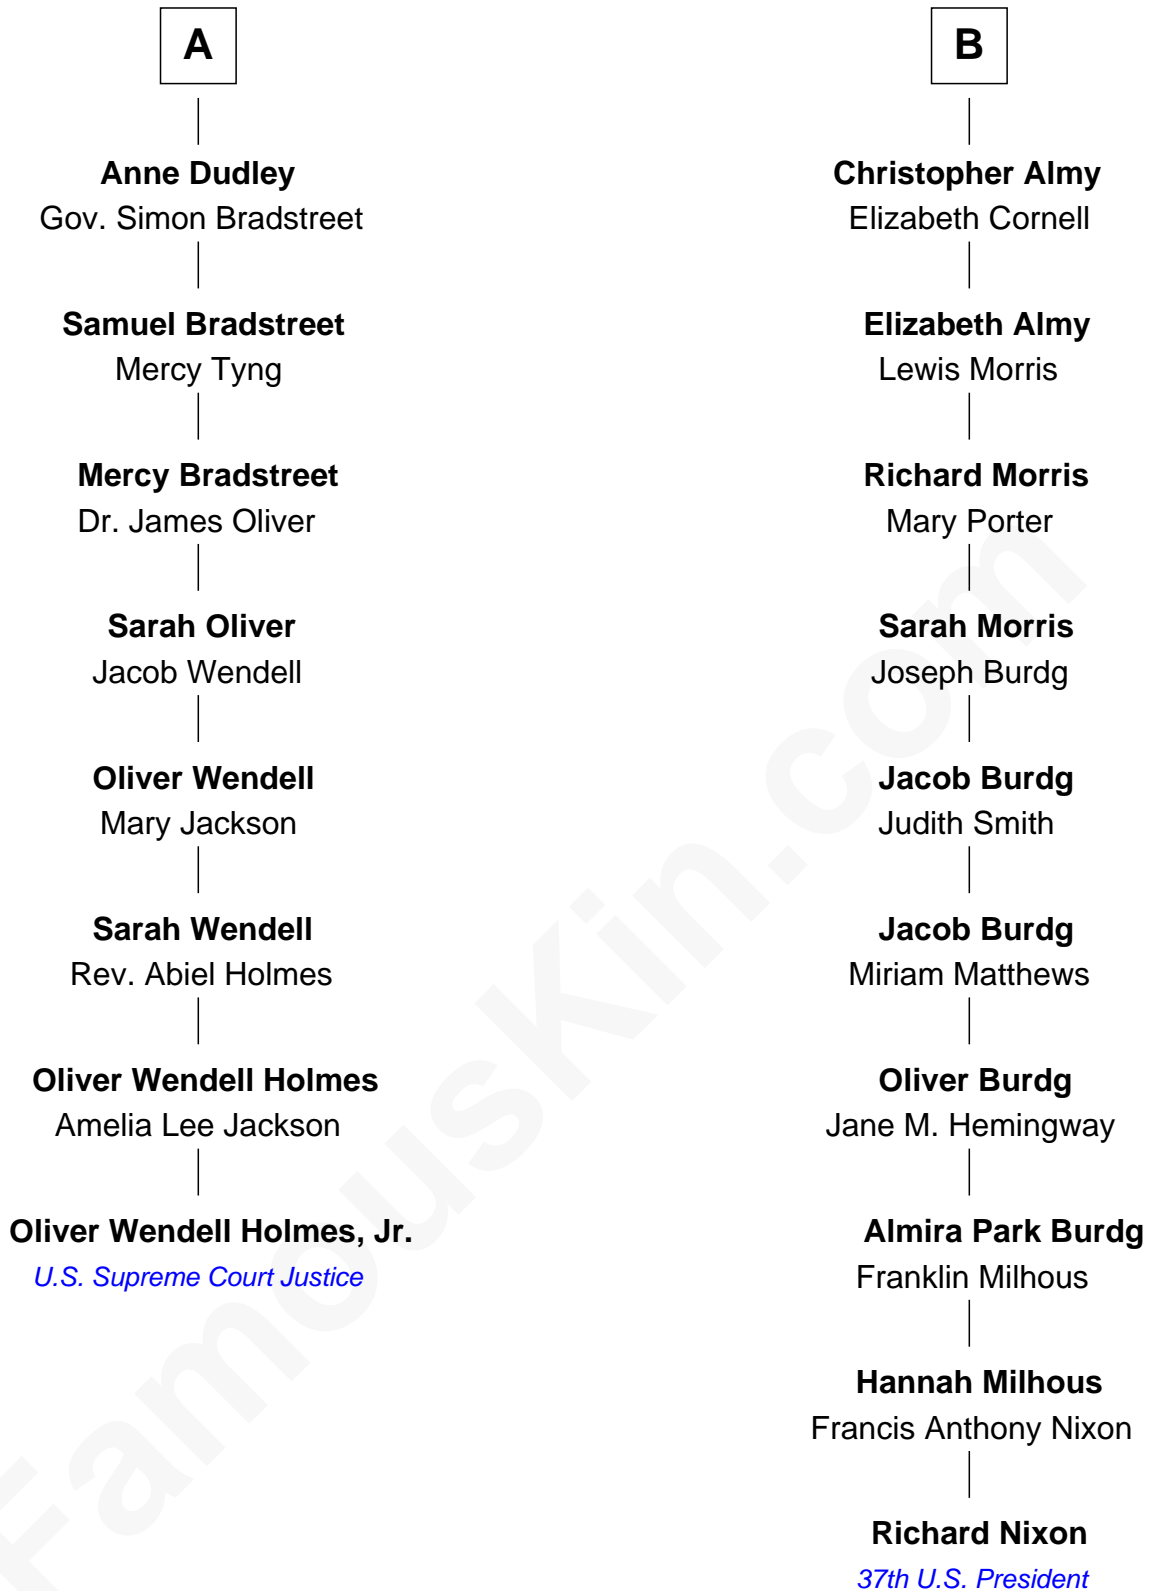 A
Anne Dudley
Gov. Simon Bradstreet
Samuel Bradstreet
Mercy Tyng
Mercy Bradstreet
Dr. James Oliver
Sarah Oliver
Jacob Wendell
Oliver Wendell
Mary Jackson
Sarah Wendell
Rev. Abiel Holmes
Oliver Wendell Holmes
Amelia Lee Jackson
Oliver Wendell Holmes, Jr.
U.S. Supreme Court Justice
B
Christopher Almy
Elizabeth Cornell
Elizabeth Almy
Lewis Morris
Richard Morris
Mary Porter
Sarah Morris
Joseph Burdg
Jacob Burdg
Judith Smith
Jacob Burdg
Miriam Matthews
Oliver Burdg
Jane M. Hemingway
Almira Park Burdg
Franklin Milhous
Hannah Milhous
Francis Anthony Nixon
Richard Nixon
37th U.S. President
FamousKin.com